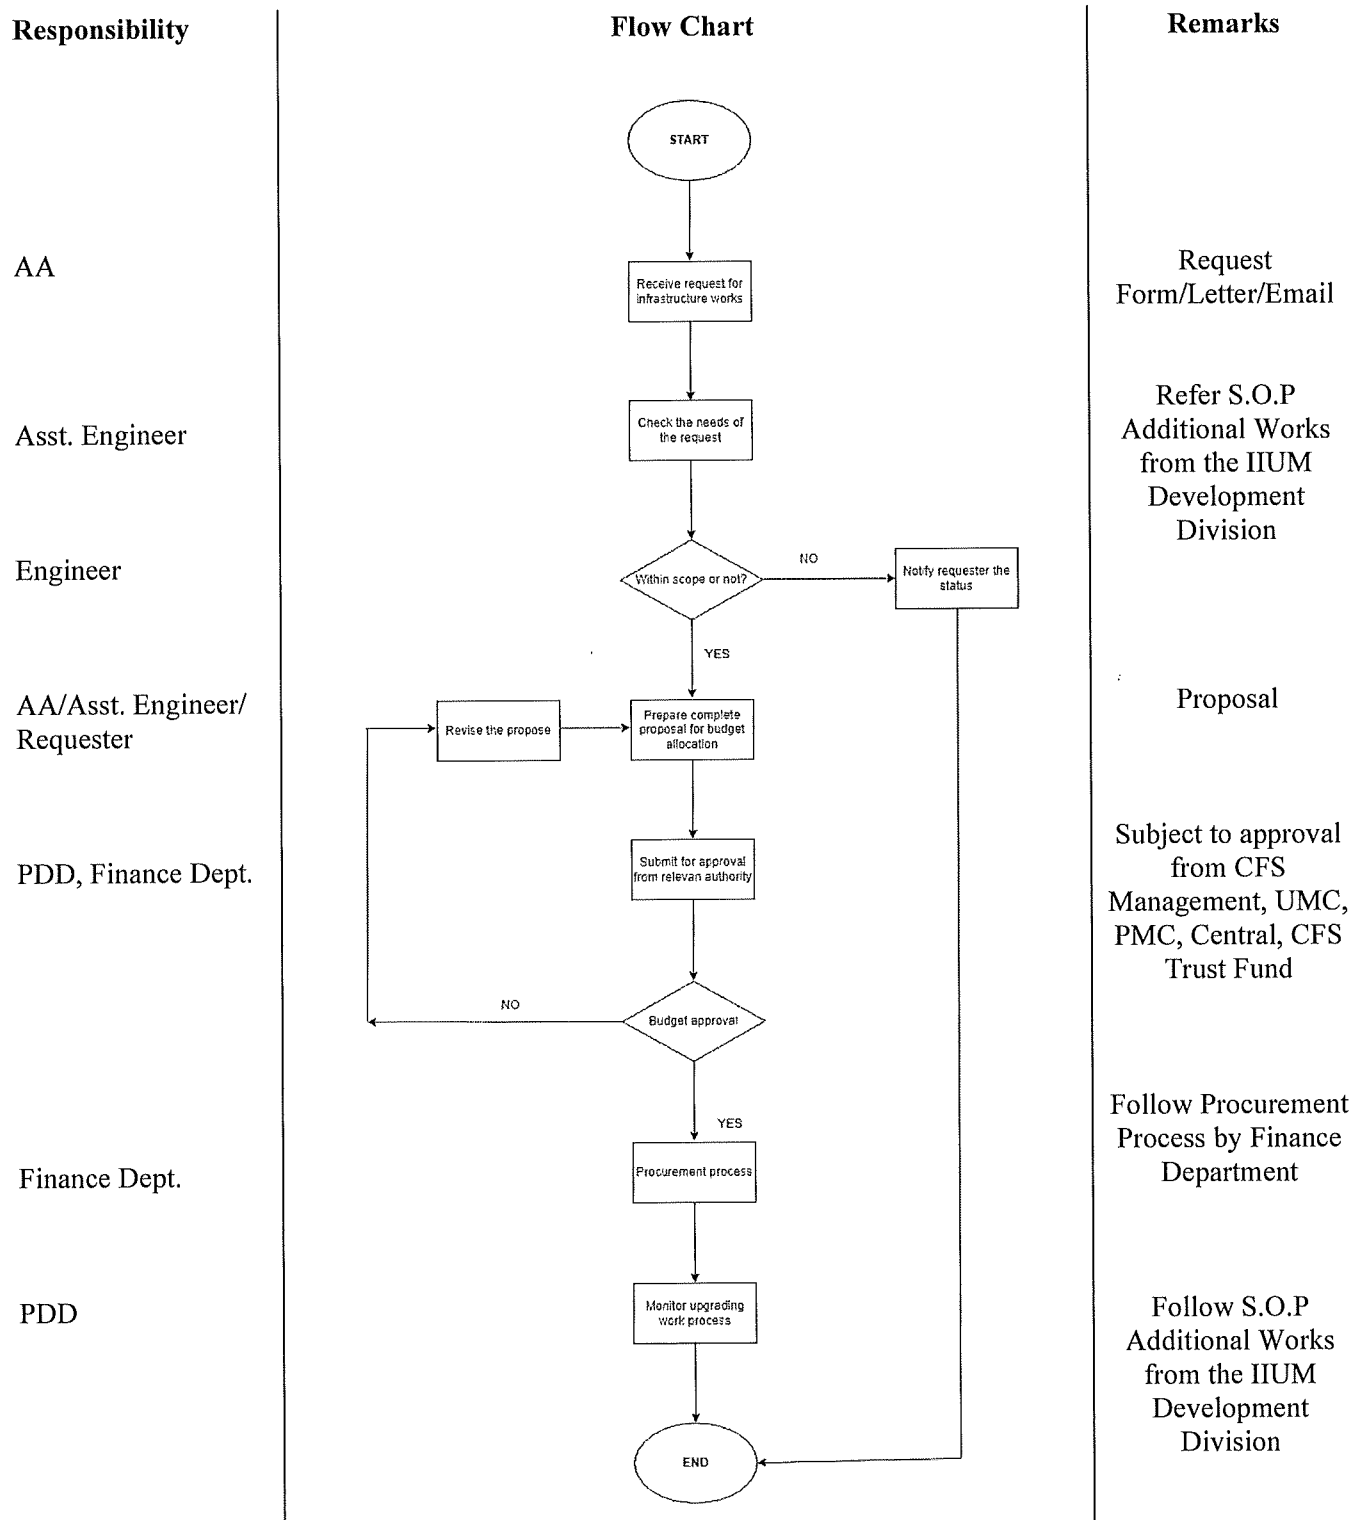 Responsibility
Flow Chart
Remarks
START
AA
Receive request for
infrastructure works
Request
Form/Letter/Email
Asst. Engineer
Check the needs of
the request
Refer S.O.P
Additional Works
from the IIUM
Development
Division
Engineer
Within scope or not?
NO
Notify requester the
status
YES
AA/Asst. Engineer/
Requester
Revise the propose
Prepare complete
proposal for budget
allocation
Proposal
PDD, Finance Dept.
Submit for approval
from relevan authority
Subject to approval
from CFS
Management, UMC,
PMC, Central, CFS
Trust Fund
NO
Budget approval
YES
Finance Dept.
Procurement process
Follow Procurement
Process by Finance
Department
PDD
Monitor upgrading
work process
Follow S.O.P
Additional Works
from the IIUM
Development
Division
END